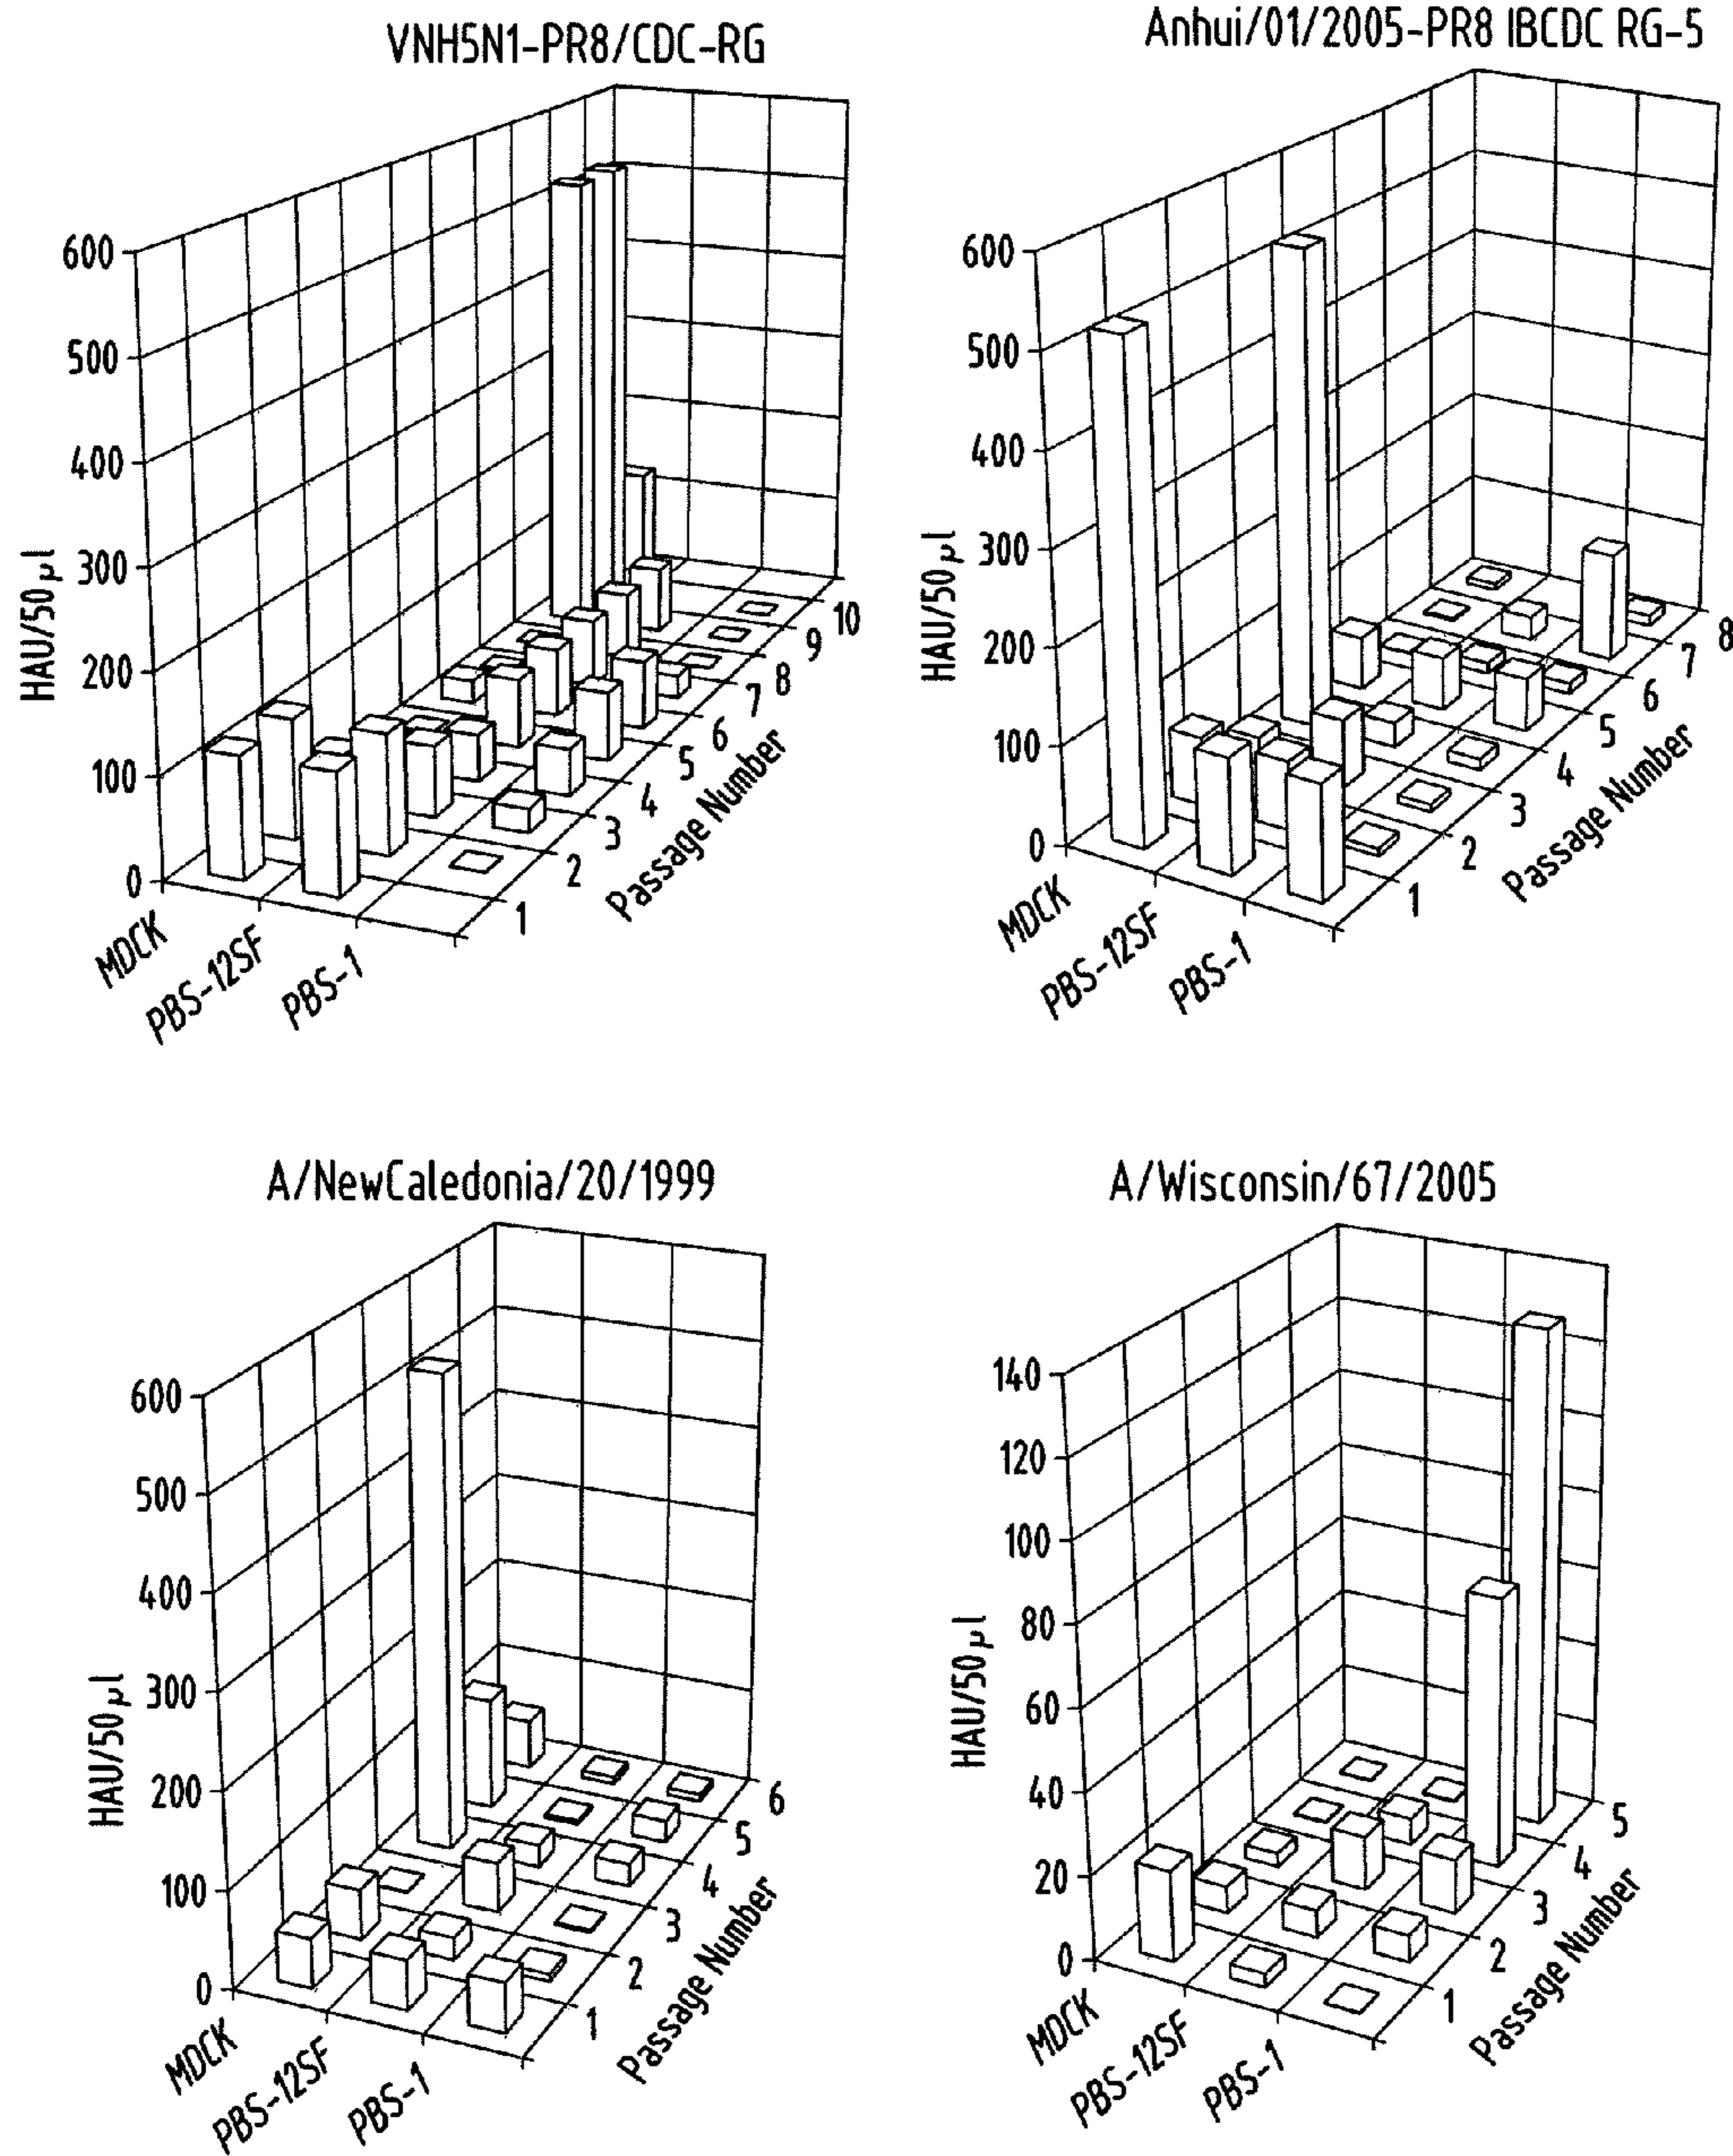 VNH5N1-PR8/CDC-RG
HAU/50μl
600
500
400
300
200
100
0
MDCK
PBS-12SF
PBS-1
1
2
3
4
5
6
7
8
9
10
Passage Number
Anhui/01/2005-PR8 IBCDC RG-5
HAU/50μl
600
500
400
300
200
100
0
MDCK
PBS-12SF
PBS-1
1
2
3
4
5
6
7
8
Passage Number
A/NewCaledonia/20/1999
HAU/50μl
600
500
400
300
200
100
0
MDCK
PBS-12SF
PBS-1
1
2
3
4
5
6
Passage Number
A/Wisconsin/67/2005
HAU/50μl
140
120
100
80
60
40
20
0
MDCK
PBS-12SF
PBS-1
1
2
3
4
5
Passage Number